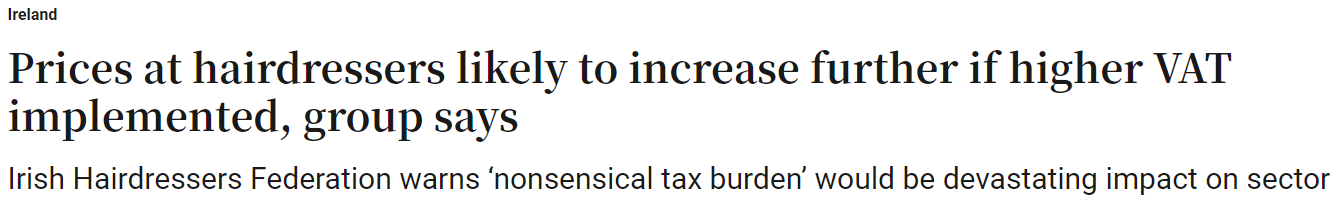 Ireland
Prices at hairdressers likely to increase further if higher VAT
implemented, group says
Irish Hairdressers Federation warns ‘nonsensical tax burden’ would be devastating impact on sector